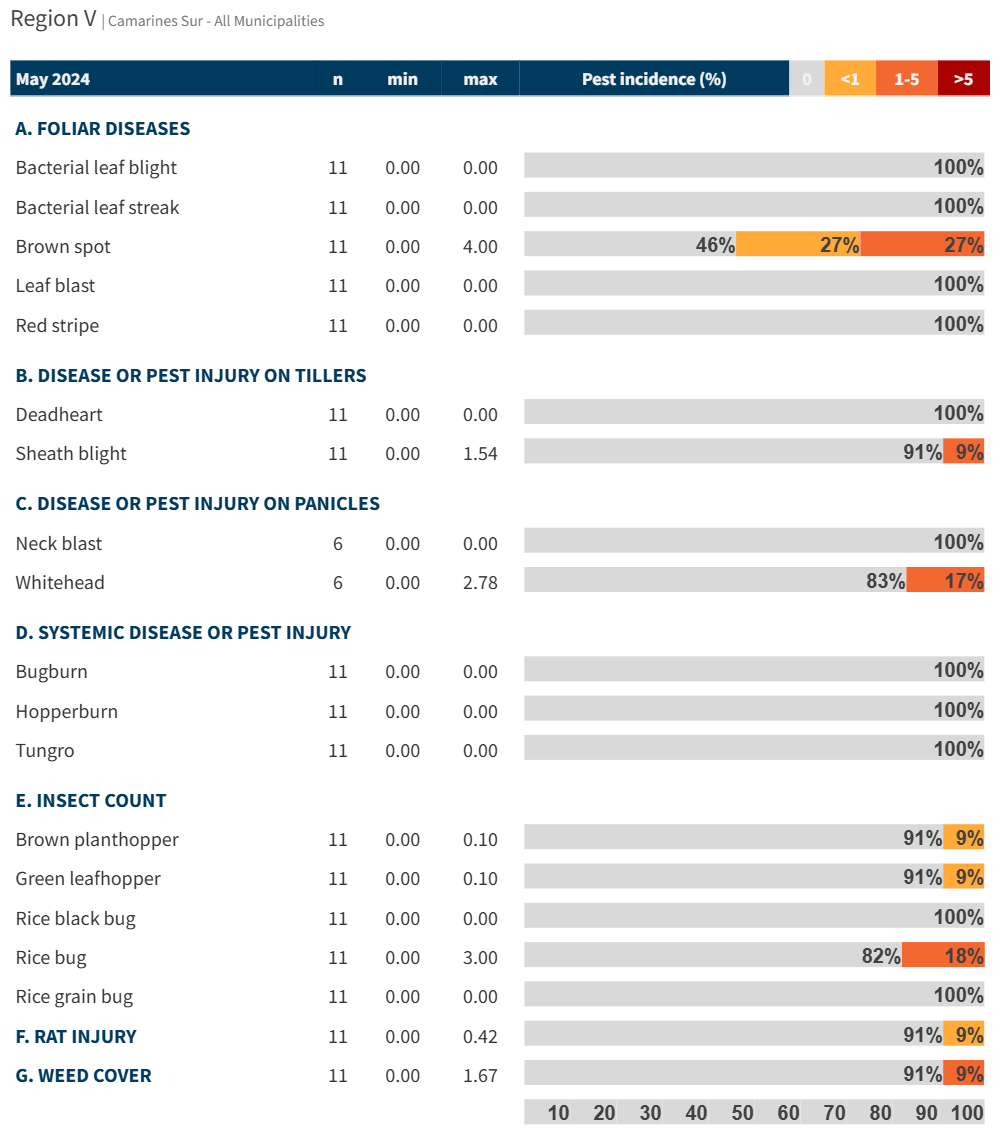 Region V | Camarines Sur - All Municipalities
May 2024 n min max Pest incidence (%) 0 <1 1-5 >5
A. FOLIAR DISEASES
Bacterial leaf blight 11 0.00 0.00 100%
Bacterial leaf streak 11 0.00 0.00 100%
Brown spot 11 0.00 4.00 46% 27% 27%
Leaf blast 11 0.00 0.00 100%
Red stripe 11 0.00 0.00 100%
B. DISEASE OR PEST INJURY ON TILLERS
Deadheart 11 0.00 0.00 100%
Sheath blight 11 0.00 1.54 91% 9%
C. DISEASE OR PEST INJURY ON PANICLES
Neck blast 6 0.00 0.00 100%
Whitehead 6 0.00 2.78 83% 17%
D. SYSTEMIC DISEASE OR PEST INJURY
Bugburn 11 0.00 0.00 100%
Hopperburn 11 0.00 0.00 100%
Tungro 11 0.00 0.00 100%
E. INSECT COUNT
Brown planthopper 11 0.00 0.10 91% 9%
Green leafhopper 11 0.00 0.10 91% 9%
Rice black bug 11 0.00 0.00 100%
Rice bug 11 0.00 3.00 82% 18%
Rice grain bug 11 0.00 0.00 100%
F. RAT INJURY 11 0.00 0.42 91% 9%
G. WEED COVER 11 0.00 1.67 91% 9%
10 20 30 40 50 60 70 80 90 100